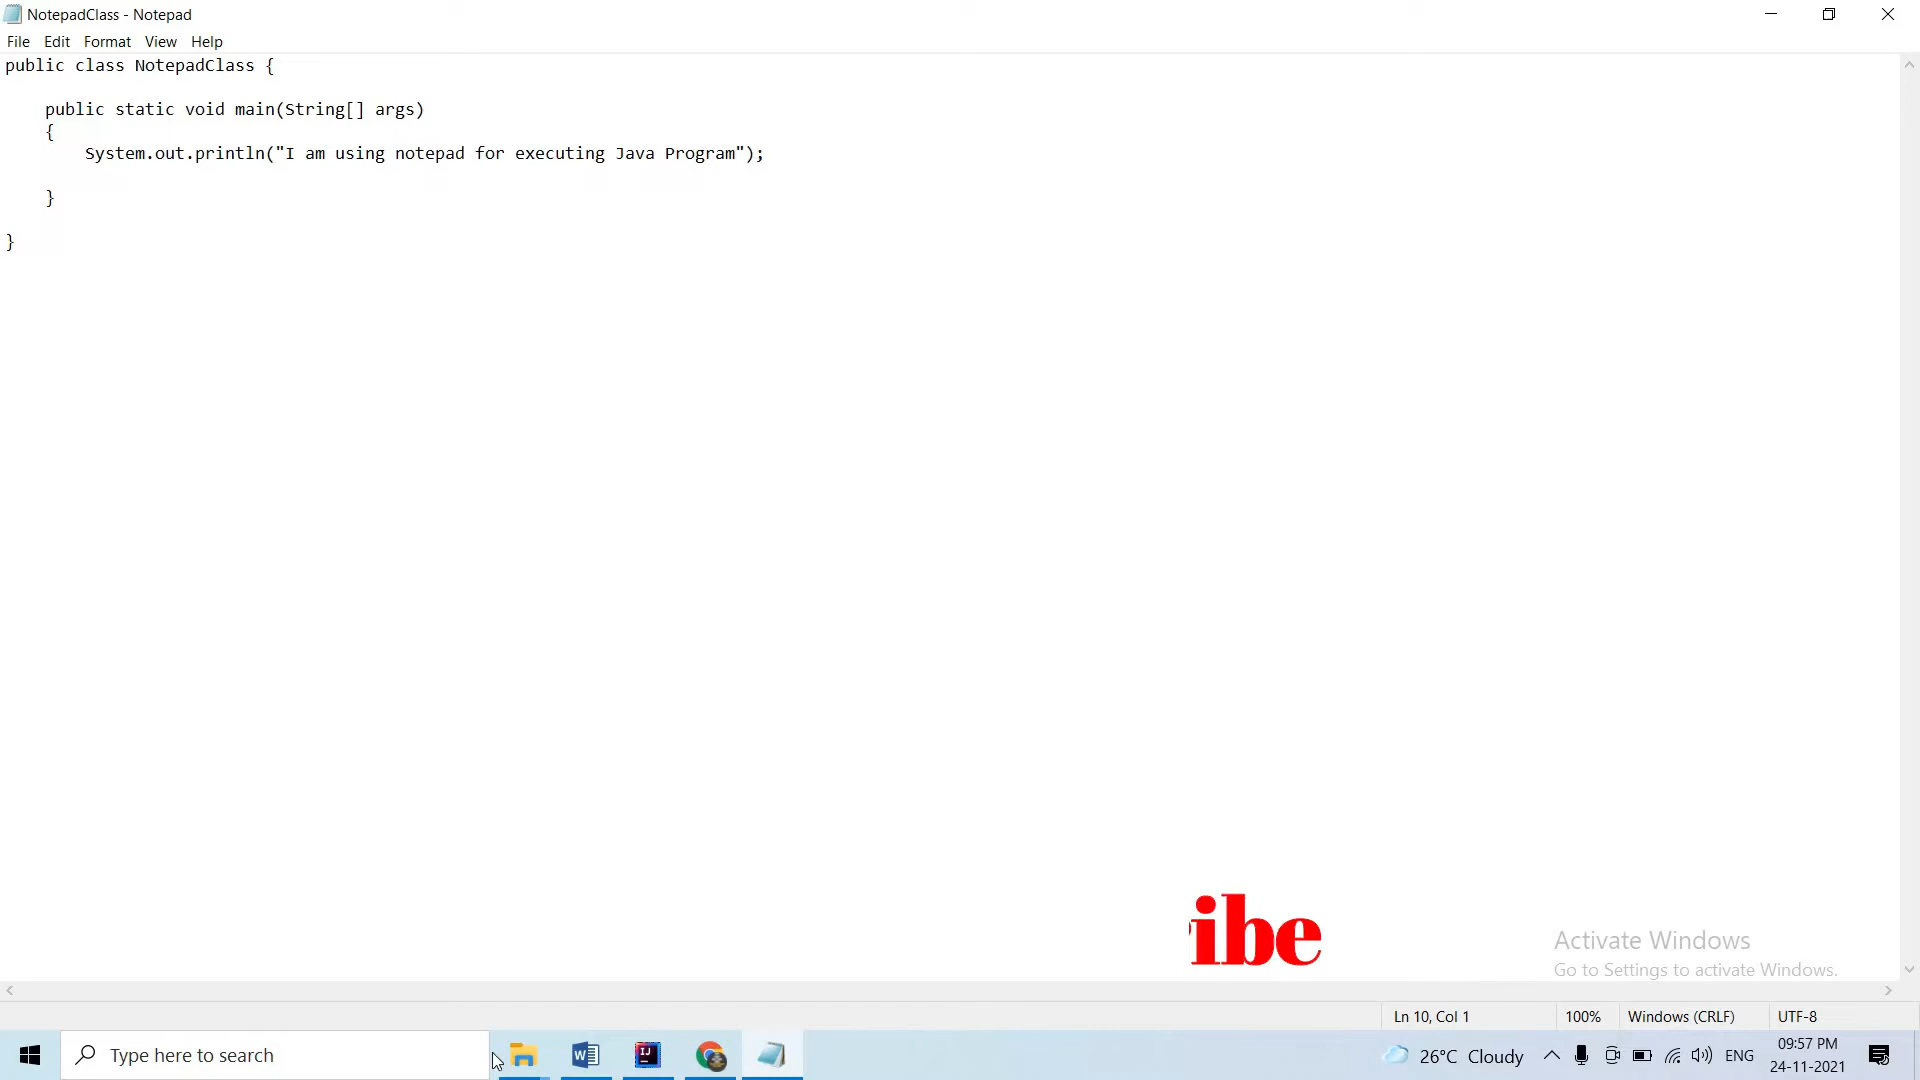 NotepadClass - Notepad
File Edit Format View Help
public class NotepadClass {
public static void main(String[] args)
{
System.out.println("I am using notepad for executing Java Program");
}
}
ibe
Activate Windows
Go to Settings to activate Windows.
Ln 10, Col 1 100% Windows (CRLF) UTF-8
Type here to search
26°C Cloudy
ENG
09:57 PM
24-11-2021